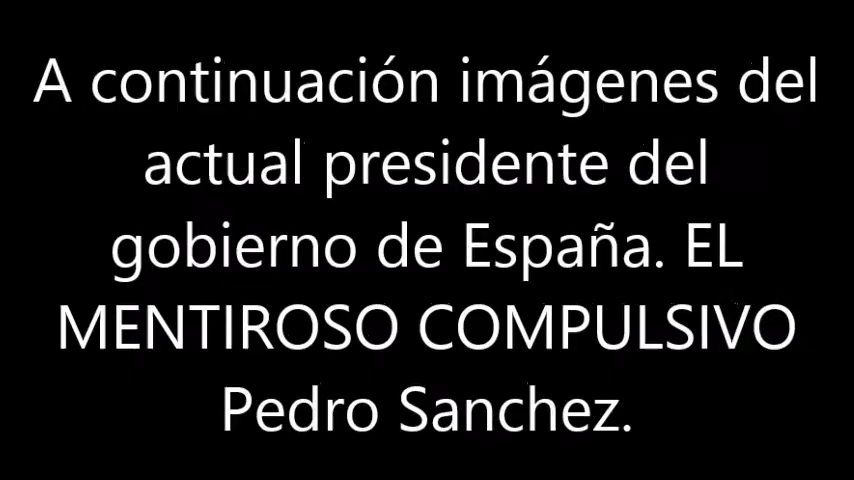 A continuación imágenes del
actual presidente del
gobierno de España. EL
MENTIROSO COMPULSIVO
Pedro Sanchez.